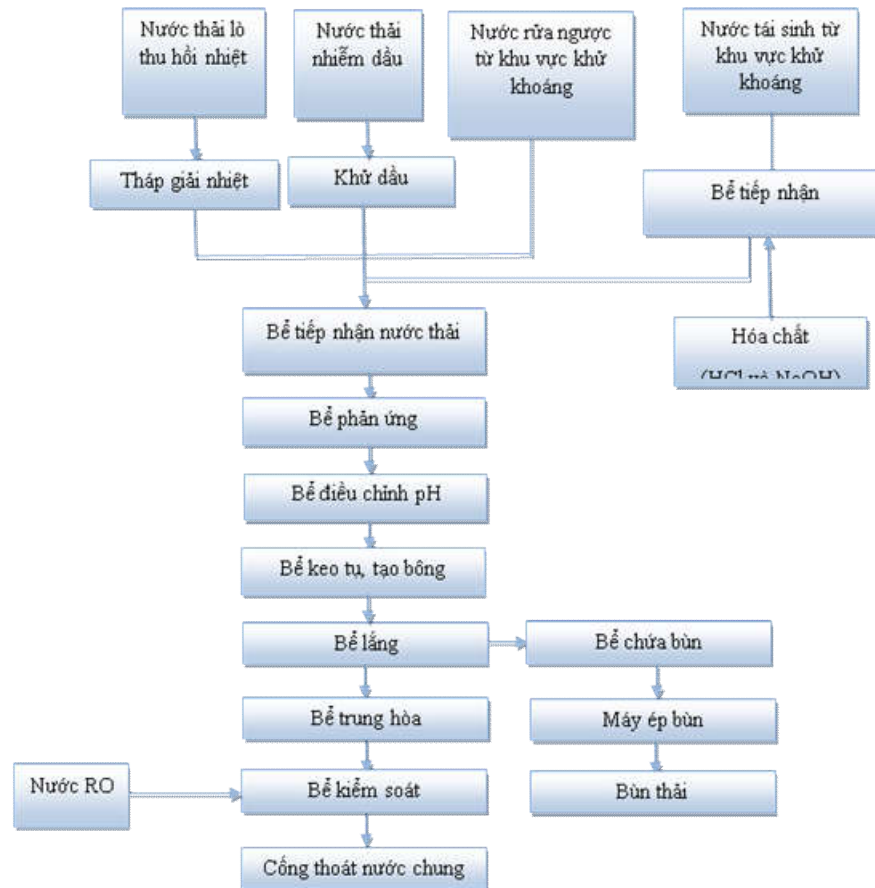 Nước thải lò
thu hồi nhiệt
Nước thải
nhiễm dầu
Nước rửa ngược
từ khu vực khử
khoáng
Nước tái sinh từ
khu vực khử
khoáng
Tháp giải nhiệt
Khử dầu
Bể tiếp nhận
Bể tiếp nhận nước thải
Hóa chất
(HCl và NaOH)
Bể phản ứng
Bể điều chỉnh pH
Bể keo tụ, tạo bông
Bể lắng
Bể chứa bùn
Bể trung hòa
Máy ép bùn
Nước RO
Bể kiểm soát
Bùn thải
Cống thoát nước chung